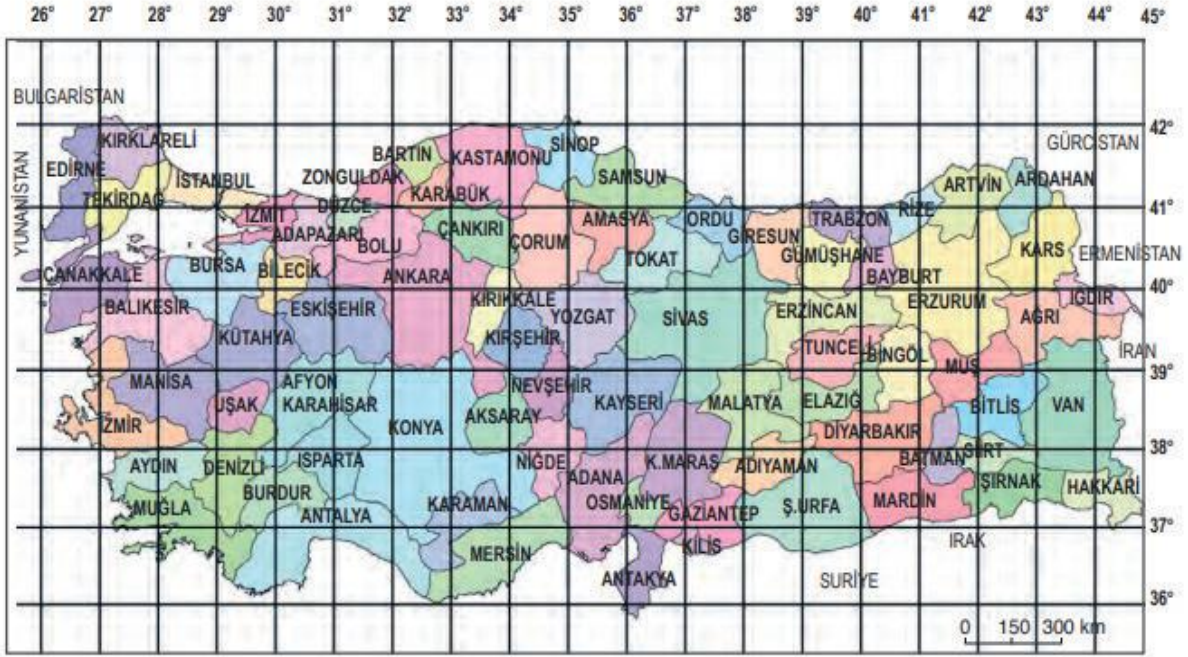 26° 27° 28° 29° 30° 31° 32° 33° 34° 35° 36° 37° 38° 39° 40° 41° 42° 43° 44° 45°
BULGARİSTAN
42°
KIRKLARELİ
SİNOP
GÜRCİSTAN
BARTIN
KASTAMONU
YUNANİSTAN
EDİRNE
İSTANBUL
ZONGULDAK
SAMSUN
ARTVİN
ARDAHAN
TEKİRDAĞ
KARABÜK
41°
İZMİT
DÜZCE
AMASYA
ORDU
TRABZON
RİZE
ADAPAZARI
BOLU
ÇANKIRI
ÇORUM
GİRESUN
KARS
ERMENİSTAN
BURSA
BİLECİK
TOKAT
GÜMÜŞHANE
ÇANAKKALE
ANKARA
BAYBURT
40°
BALIKESİR
ESKİŞEHİR
KIRIKKALE
ERZİNCAN
ERZURUM
IĞDIR
YOZGAT
SİVAS
AĞRI
KÜTAHYA
KIRŞEHİR
TUNCELİ
BİNGÖL
İRAN
MUŞ
39°
MANİSA
AFYON
KARAHİSAR
NEVŞEHİR
UŞAK
KAYSERİ
MALATYA
ELAZIĞ
BİTLİS
VAN
İZMİR
KONYA
AKSARAY
DİYARBAKIR
38°
AYDIN
DENİZLİ
ISPARTA
NİĞDE
K.MARAŞ
ADIYAMAN
BATMAN
SİİRT
ADANA
ŞIRNAK
HAKKARİ
BURDUR
MUĞLA
ANTALYA
KARAMAN
OSMANİYE
GAZİANTEP
Ş.URFA
MARDİN
37°
KİLİS
IRAK
MERSİN
ANTAKYA
SURİYE
36°
0 150 300 km